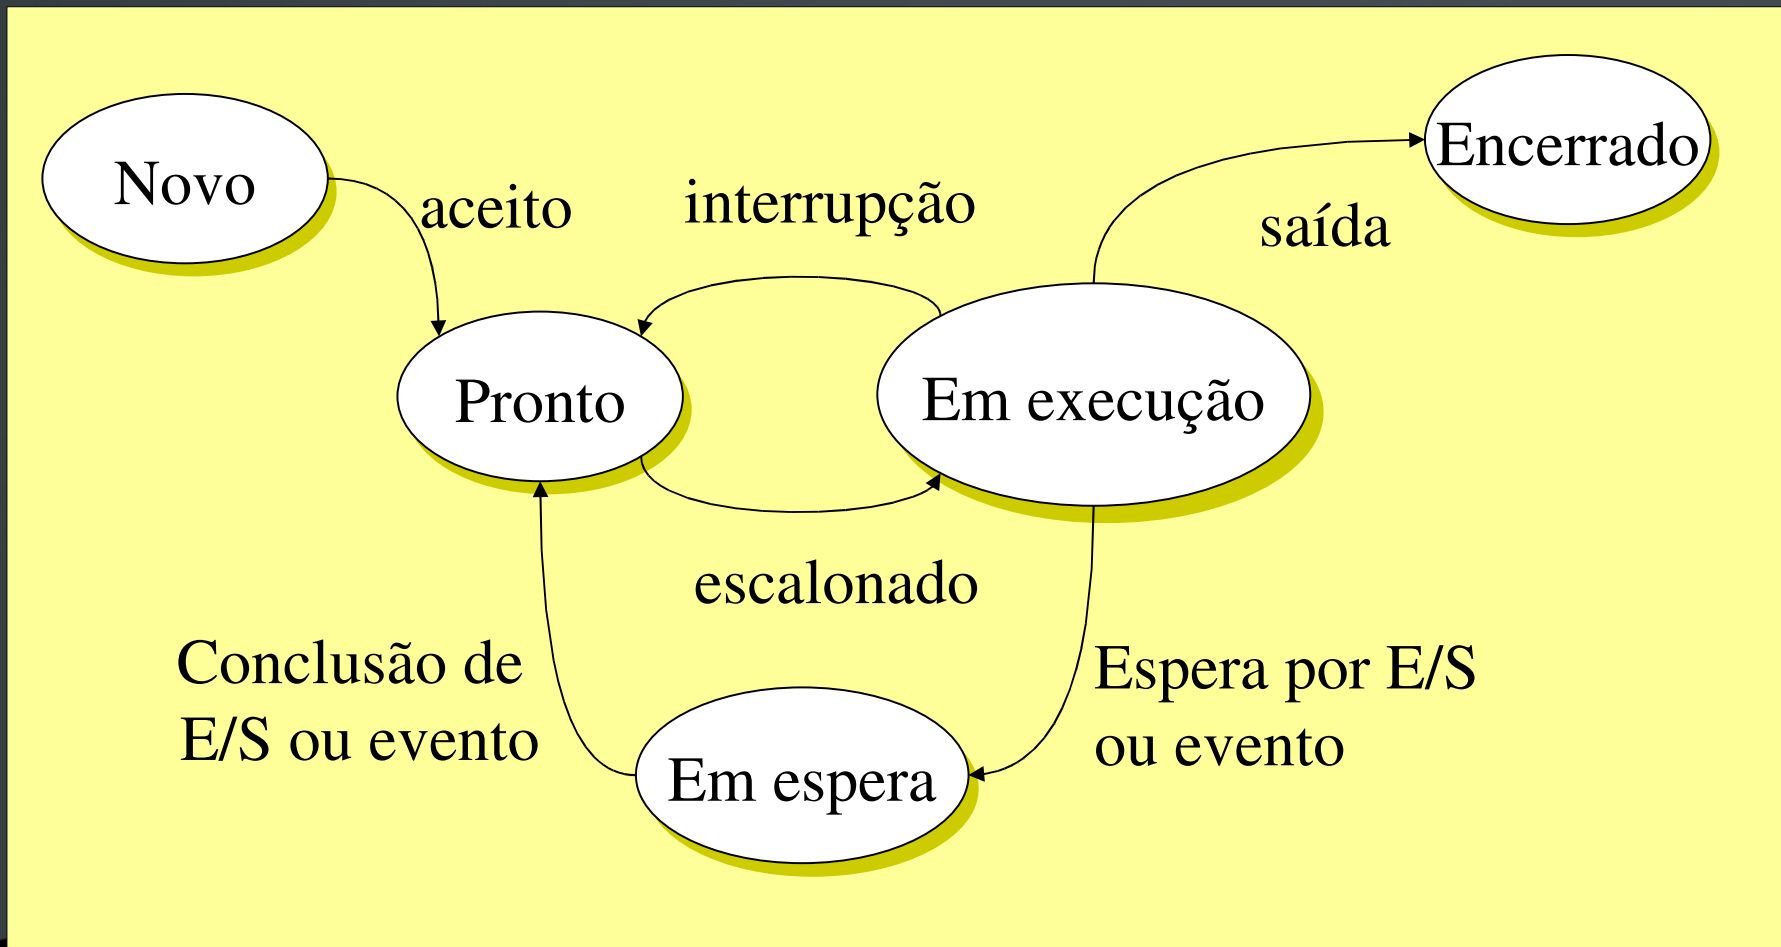 Novo
aceito
interrupção
saída
Encerrado
Pronto
Em execução
escalonado
Conclusão de
E/S ou evento
Espera por E/S
ou evento
Em espera